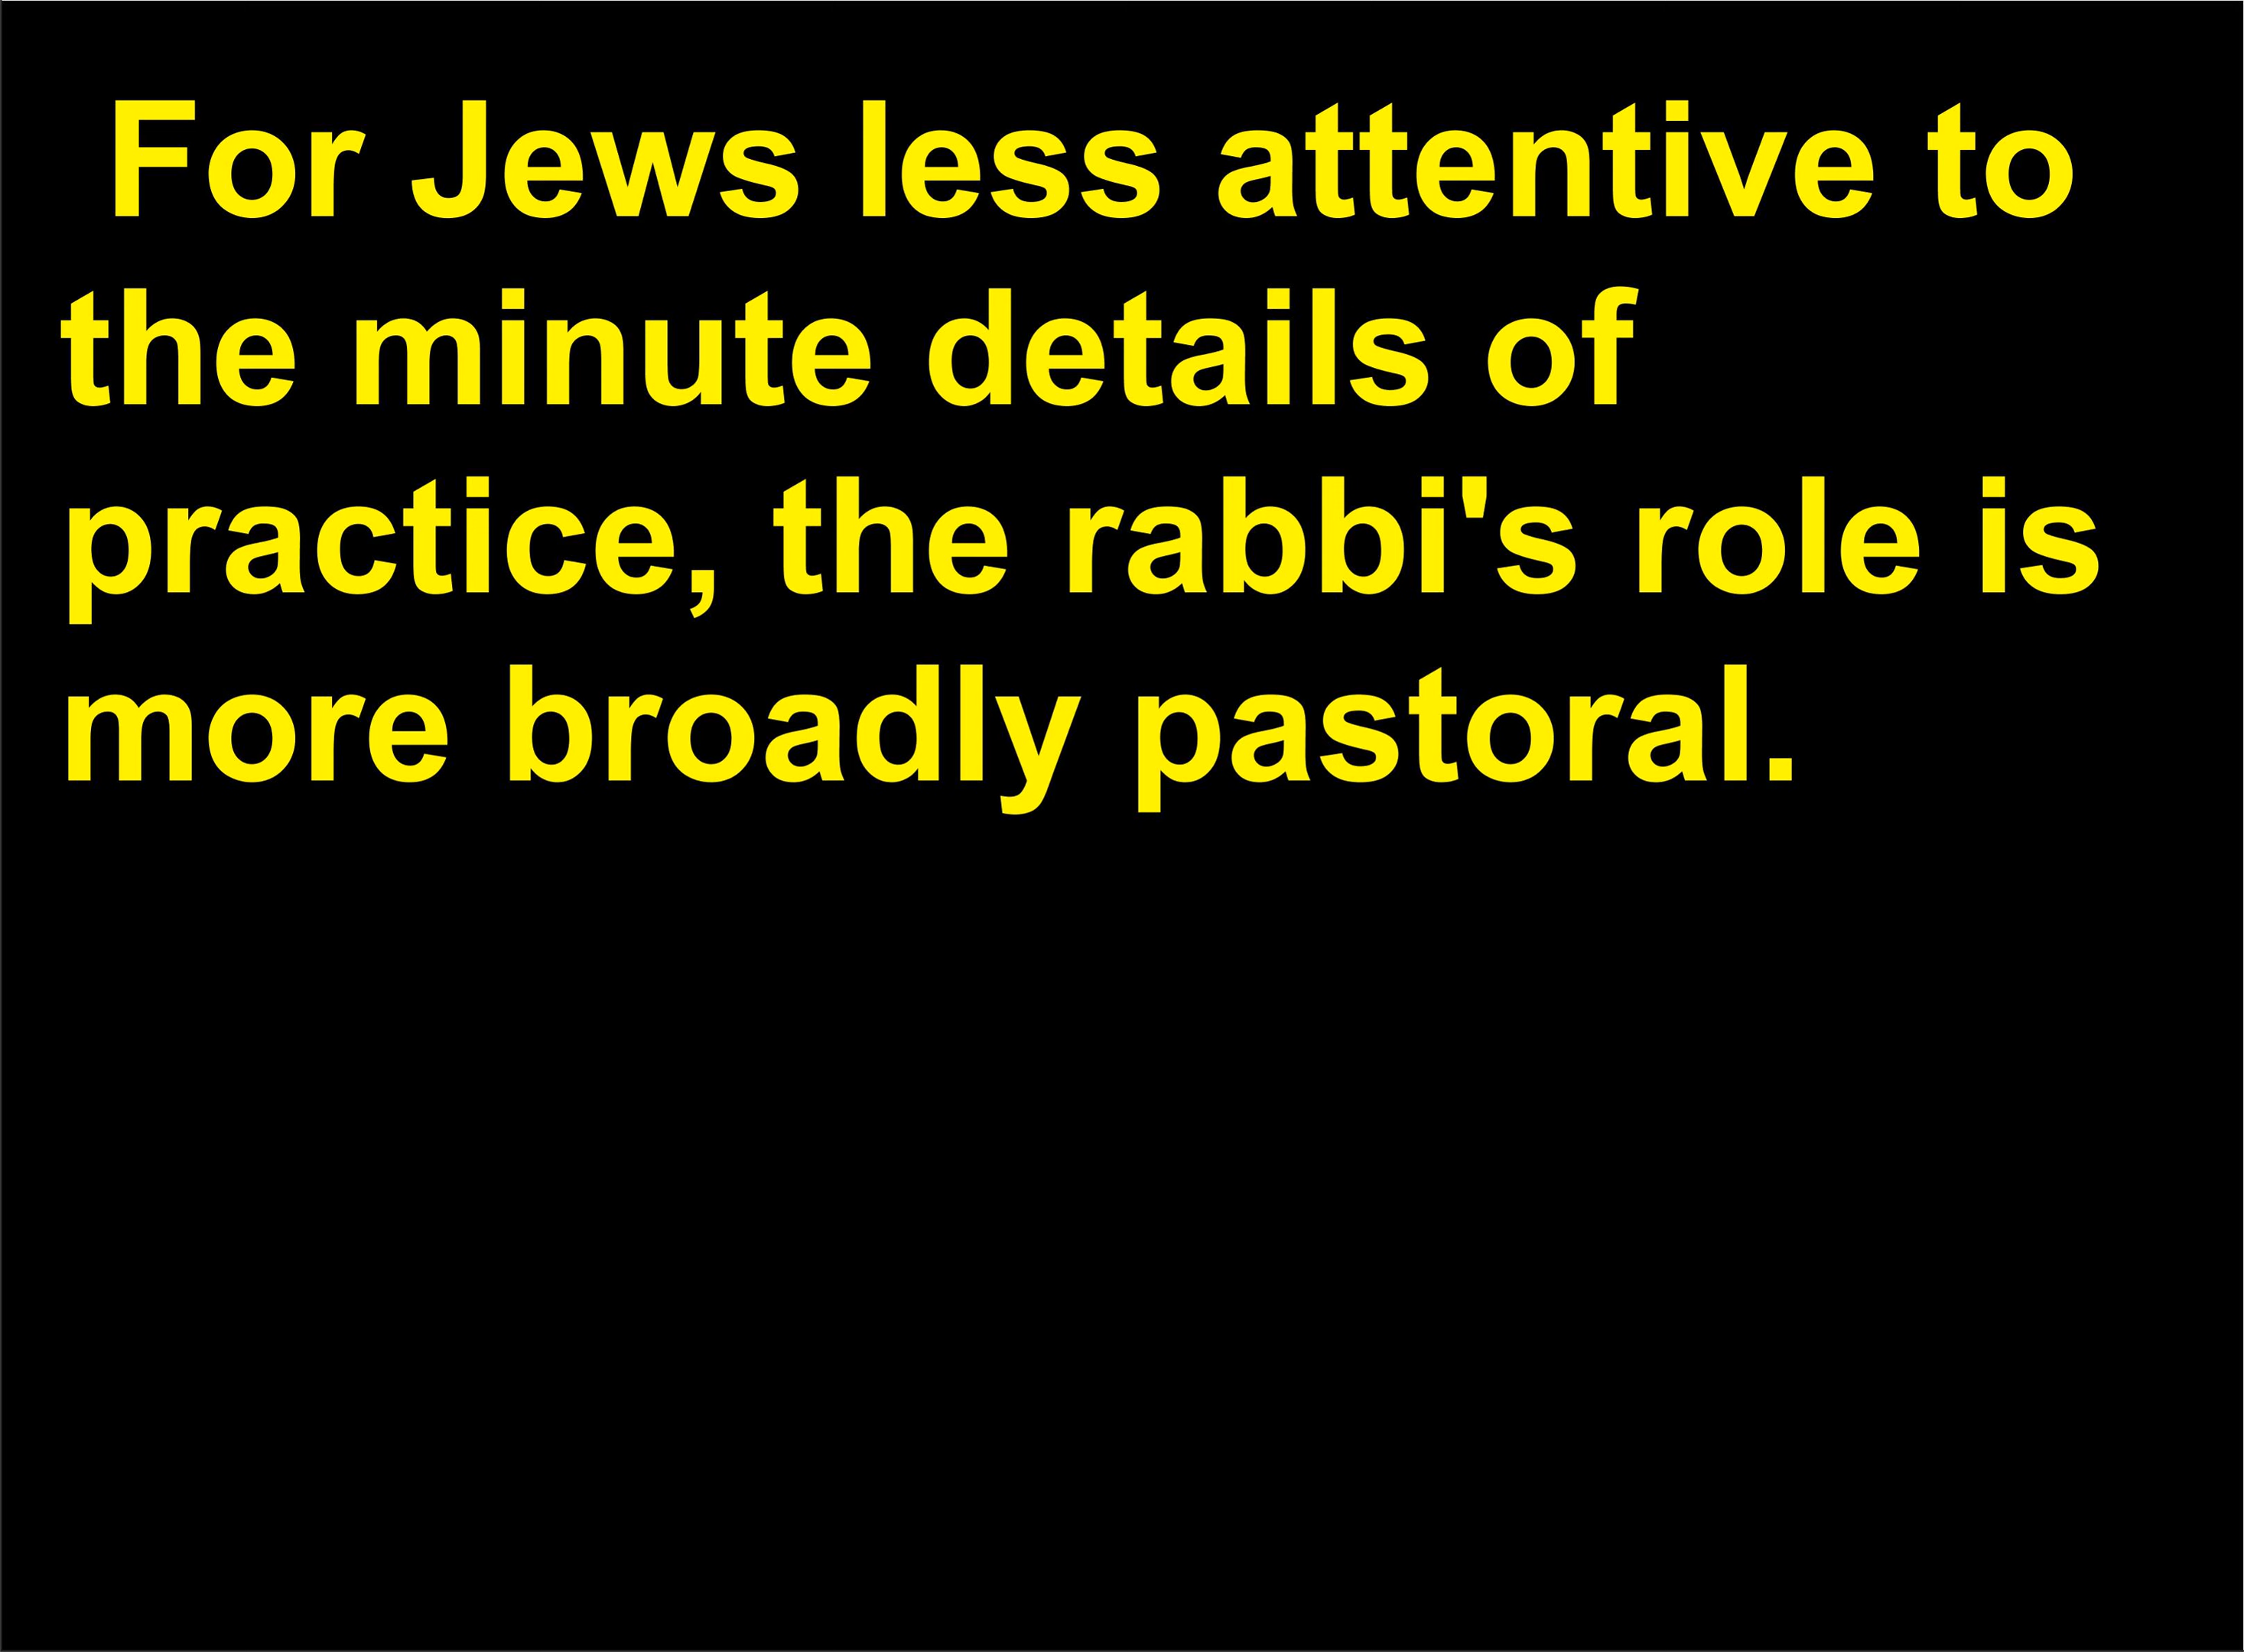 For Jews less attentive to
the minute details of
practice, the rabbi's role is
more broadly pastoral.